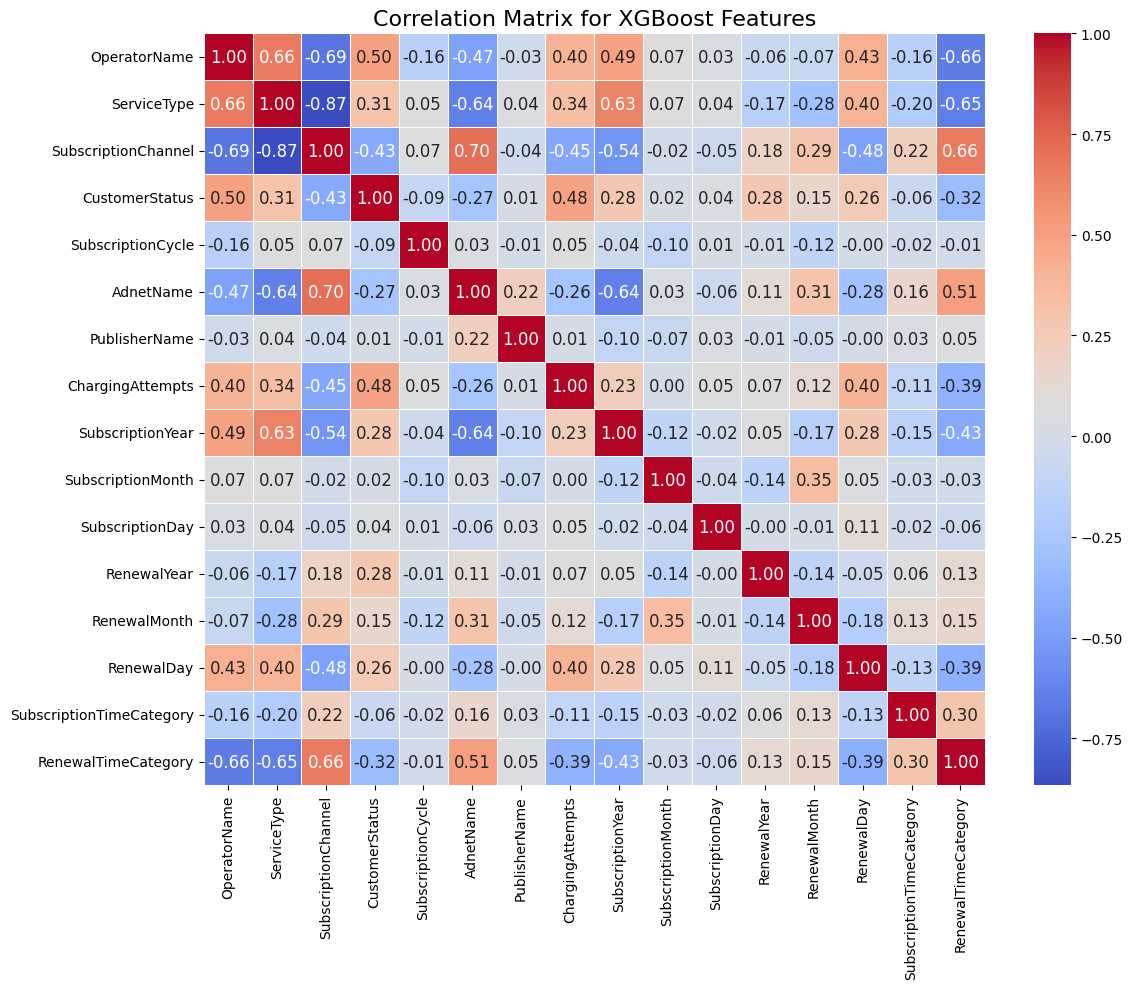 Correlation Matrix for XGBoost Features
OperatorName 1.00 0.66 -0.69 0.50 -0.16 -0.47 -0.03 0.40 0.49 0.07 0.03 -0.06 -0.07 0.43 -0.16 -0.66
ServiceType 0.66 1.00 -0.87 0.31 0.05 -0.64 0.04 0.34 0.63 0.07 0.04 -0.17 -0.28 0.40 -0.20 -0.65
SubscriptionChannel -0.69 -0.87 1.00 -0.43 0.07 0.70 -0.04 -0.45 -0.54 -0.02 -0.05 0.18 0.29 -0.48 0.22 0.66
CustomerStatus 0.50 0.31 -0.43 1.00 -0.09 -0.27 0.01 0.48 0.28 0.02 0.04 0.28 0.15 0.26 -0.06 -0.32
SubscriptionCycle -0.16 0.05 0.07 -0.09 1.00 0.03 -0.01 0.05 -0.04 -0.10 0.01 -0.01 -0.12 -0.00 -0.02 -0.01
AdnetName -0.47 -0.64 0.70 -0.27 0.03 1.00 0.22 -0.26 -0.64 0.03 -0.06 0.11 0.31 -0.28 0.16 0.51
PublisherName -0.03 0.04 -0.04 0.01 -0.01 0.22 1.00 0.01 -0.10 -0.07 0.03 -0.01 -0.05 -0.00 0.03 0.05
ChargingAttempts 0.40 0.34 -0.45 0.48 0.05 -0.26 0.01 1.00 0.23 0.00 0.05 0.07 0.12 0.40 -0.11 -0.39
SubscriptionYear 0.49 0.63 -0.54 0.28 -0.04 -0.64 -0.10 0.23 1.00 -0.12 -0.02 0.05 -0.17 0.28 -0.15 -0.43
SubscriptionMonth 0.07 0.07 -0.02 0.02 -0.10 0.03 -0.07 0.00 -0.12 1.00 -0.04 -0.14 0.35 0.05 -0.03 -0.03
SubscriptionDay 0.03 0.04 -0.05 0.04 0.01 -0.06 0.03 0.05 -0.02 -0.04 1.00 -0.00 -0.01 0.11 -0.02 -0.06
RenewalYear -0.06 -0.17 0.18 0.28 -0.01 0.11 -0.01 0.07 0.05 -0.14 -0.00 1.00 -0.14 -0.05 0.06 0.13
RenewalMonth -0.07 -0.28 0.29 0.15 -0.12 0.31 -0.05 0.12 -0.17 0.35 -0.01 -0.14 1.00 -0.18 0.13 0.15
RenewalDay 0.43 0.40 -0.48 0.26 -0.00 -0.28 -0.00 0.40 0.28 0.05 0.11 -0.05 -0.18 1.00 -0.13 -0.39
SubscriptionTimeCategory -0.16 -0.20 0.22 -0.06 -0.02 0.16 0.03 -0.11 -0.15 -0.03 -0.02 0.06 0.13 -0.13 1.00 0.30
RenewalTimeCategory -0.66 -0.65 0.66 -0.32 -0.01 0.51 0.05 -0.39 -0.43 -0.03 -0.06 0.13 0.15 -0.39 0.30 1.00
OperatorName
ServiceType
SubscriptionChannel
CustomerStatus
SubscriptionCycle
AdnetName
PublisherName
ChargingAttempts
SubscriptionYear
SubscriptionMonth
SubscriptionDay
RenewalYear
RenewalMonth
RenewalDay
SubscriptionTimeCategory
RenewalTimeCategory
1.00
0.75
0.50
0.25
0.00
−0.25
−0.50
−0.75